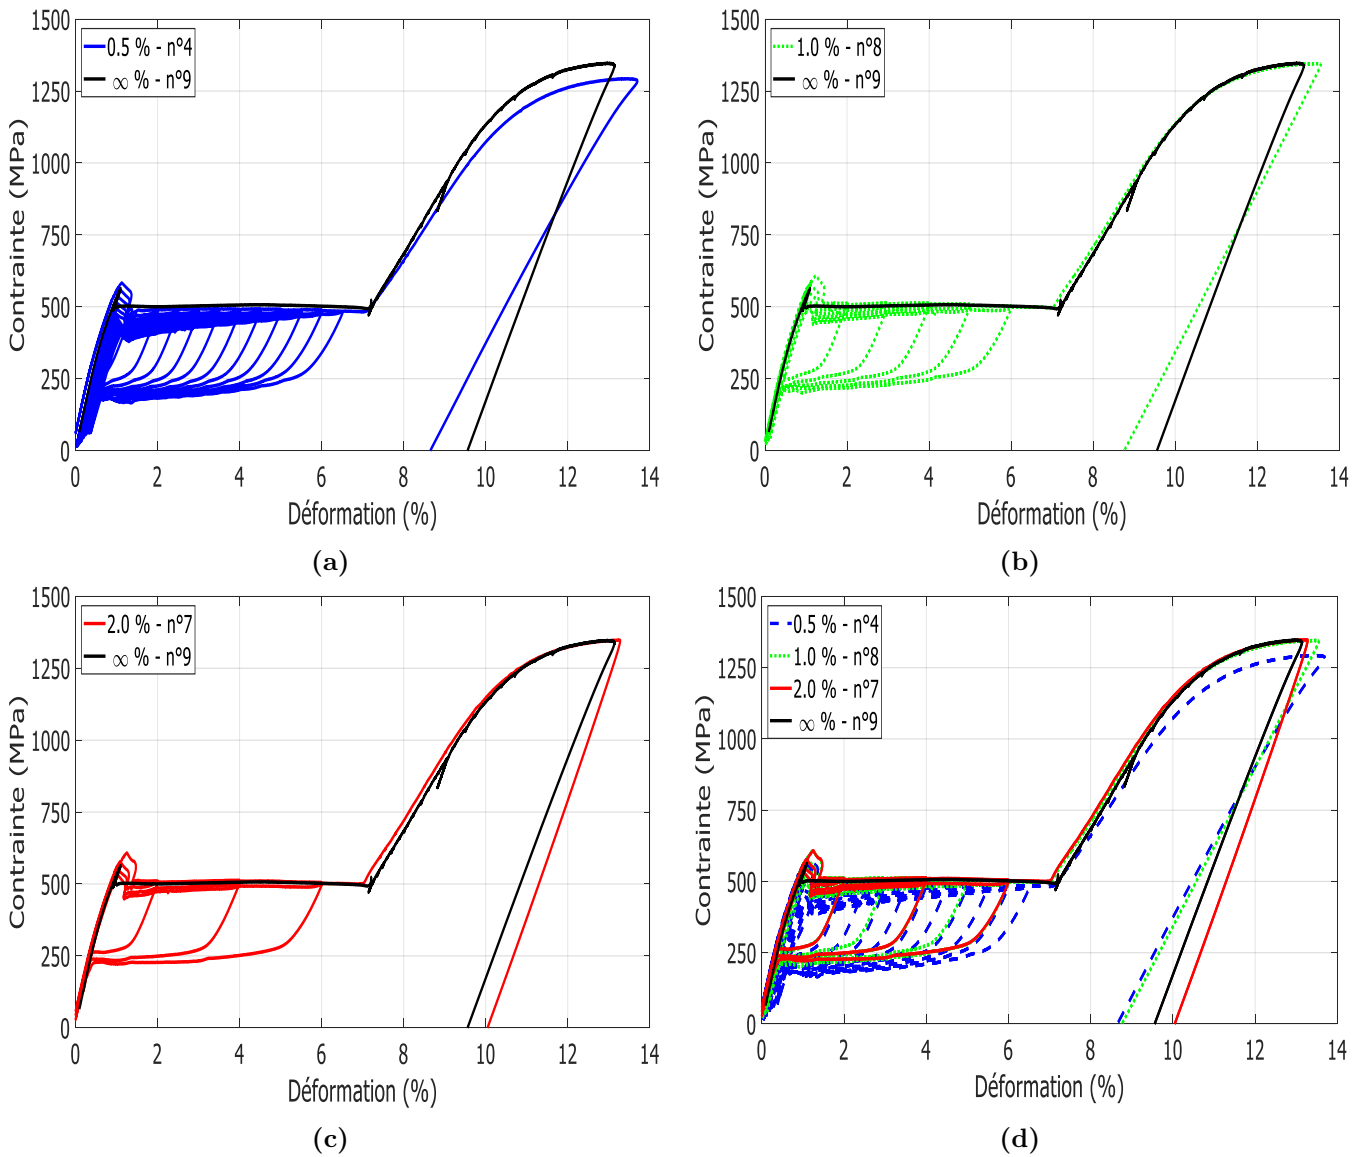 1500
1250
1000
750
500
250
0
0 2 4 6 8 10 12 14
Contrainte (MPa)
Déformation (%)
0.5 % - n°4
∞ % - n°9
(a)
1500
1250
1000
750
500
250
0
0 2 4 6 8 10 12 14
Contrainte (MPa)
Déformation (%)
1.0 % - n°8
∞ % - n°9
(b)
1500
1250
1000
750
500
250
0
0 2 4 6 8 10 12 14
Contrainte (MPa)
Déformation (%)
2.0 % - n°7
∞ % - n°9
(c)
1500
1250
1000
750
500
250
0
0 2 4 6 8 10 12 14
Contrainte (MPa)
Déformation (%)
0.5 % - n°4
1.0 % - n°8
2.0 % - n°7
∞ % - n°9
(d)